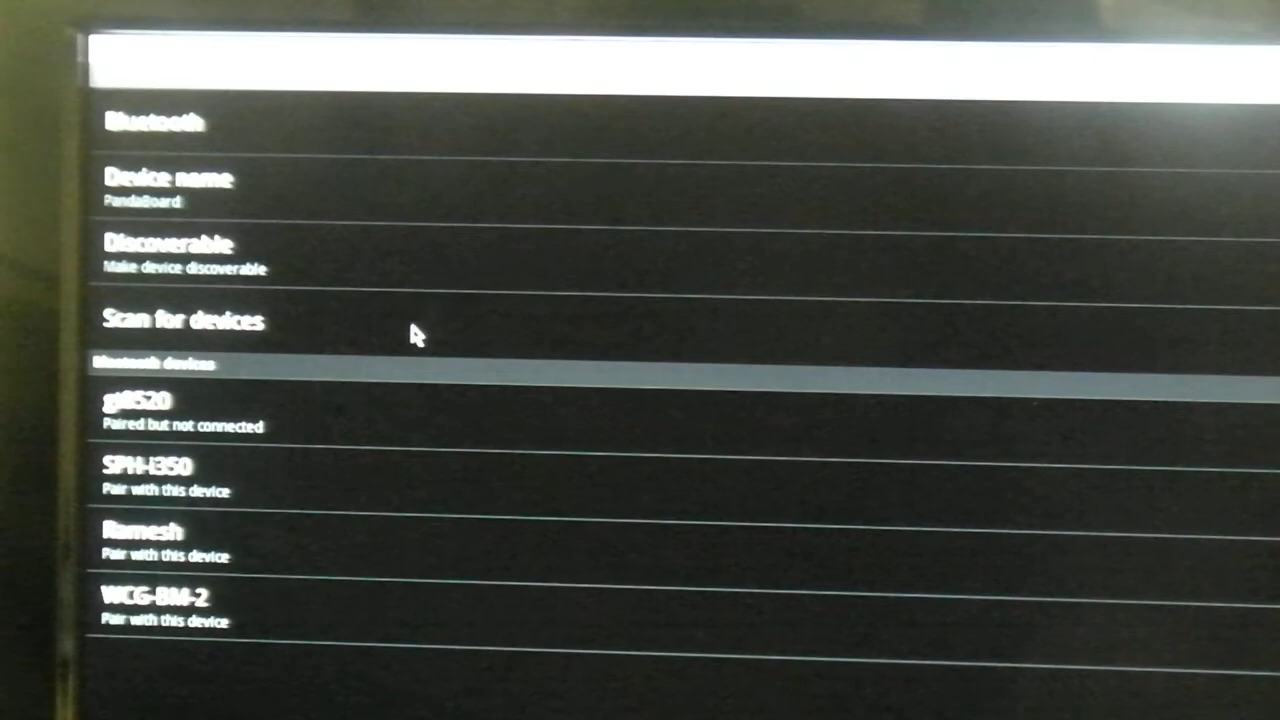 Bluetooth
Device name
PandaBoard
Discoverable
Make device discoverable
Scan for devices
Bluetooth devices
Paired but not connected
SPH-i350
Pair with this device
Ramesh
Pair with this device
WCG-BM-2
Pair with this device